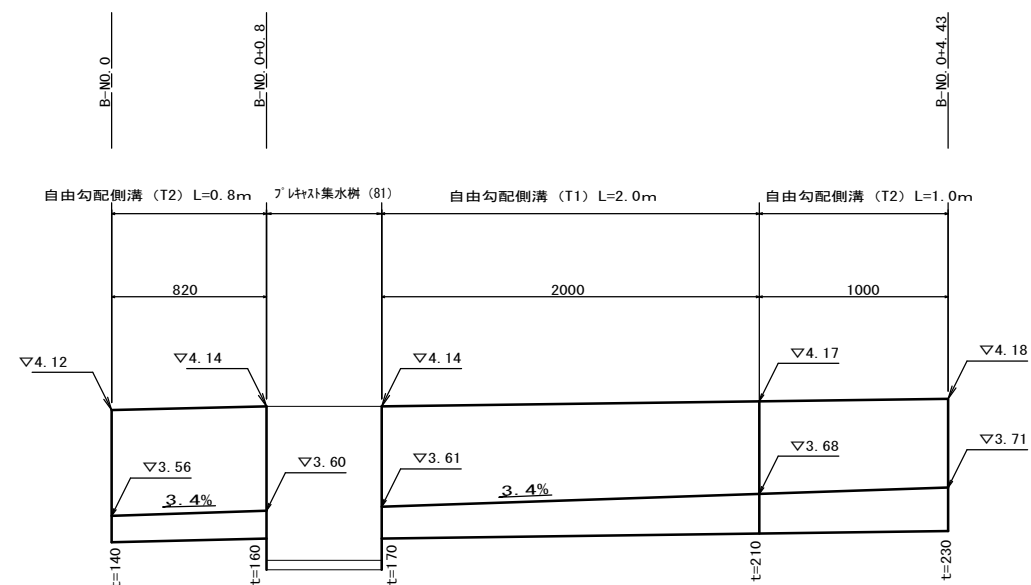 B-NO.0
B-NO.0+0.8
B-NO.0+4.43
自由勾配側溝（T2）L=0.8m
ﾌﾟﾚｷｬｽﾄ集水桝（81）
自由勾配側溝（T1）L=2.0m
自由勾配側溝（T2）L=1.0m
820
2000
1000
▽4.12
▽4.14
▽4.14
▽4.17
▽4.18
▽3.56
▽3.60
▽3.61
▽3.68
▽3.71
3.4%
3.4%
t=140
t=160
t=170
t=210
t=230